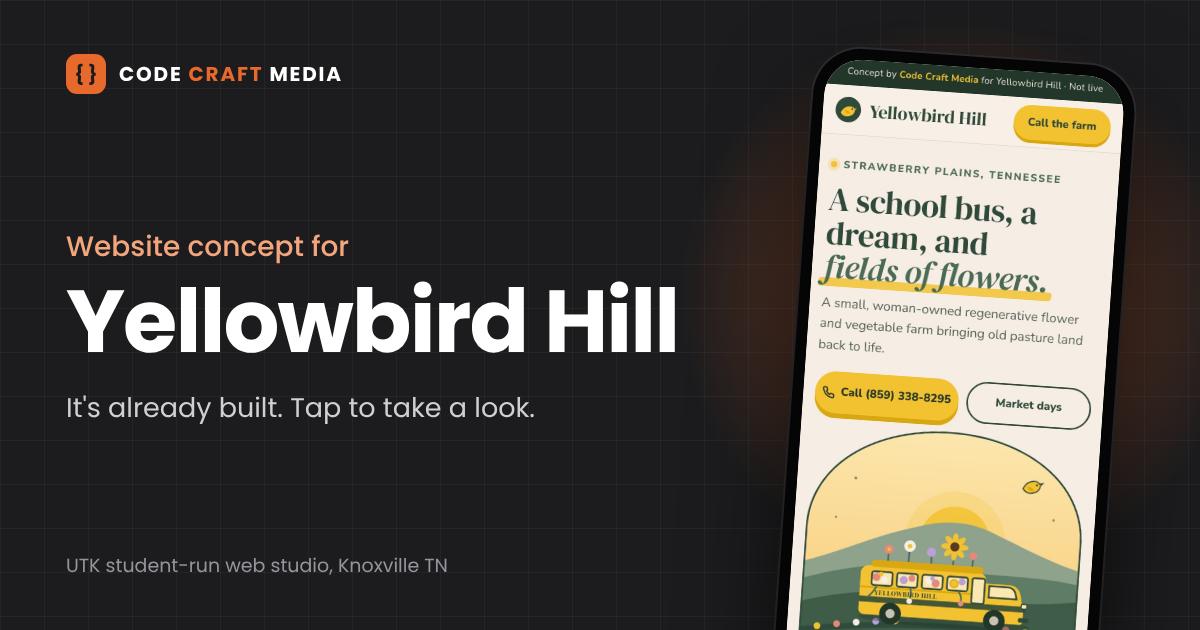 { } CODE CRAFT MEDIA
Website concept for
Yellowbird Hill
It's already built. Tap to take a look.
UTK student-run web studio, Knoxville TN
Concept by Code Craft Media for Yellowbird Hill · Not live
Yellowbird Hill
Call the farm
STRAWBERRY PLAINS, TENNESSEE
A school bus, a
dream, and
fields of flowers.
A small, woman-owned regenerative flower
and vegetable farm bringing old pasture land
back to life.
Call (859) 338-8295
Market days
YELLOWBIRD HILL